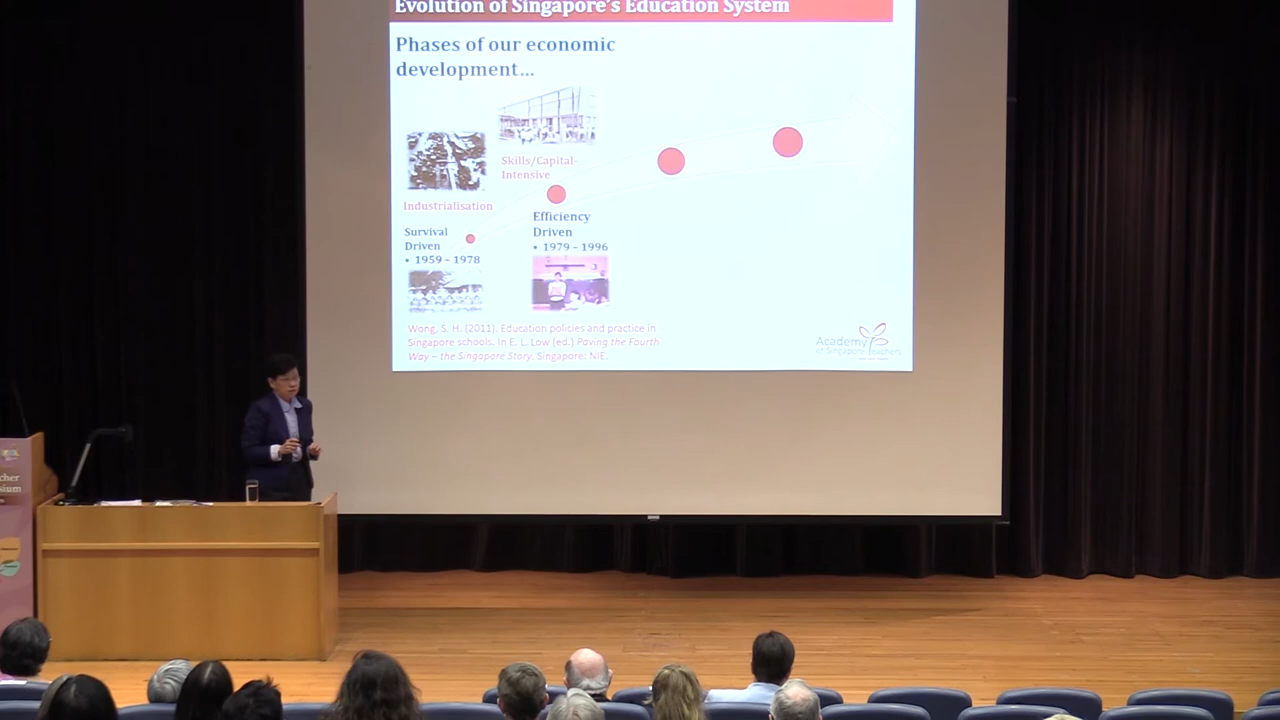 Evolution of Singapore's Education System
Phases of our economic
development...
Skills/Capital-
Intensive
Industrialisation
Survival
Driven
• 1959 – 1978
Efficiency
Driven
• 1979 – 1996
Wong, S. H. (2011). Education policies and practice in
Singapore schools. In E. L. Low (ed.) Paving the Fourth
Way – the Singapore Story. Singapore: NIE.
Academy
of Singapore Teachers
cher
sium